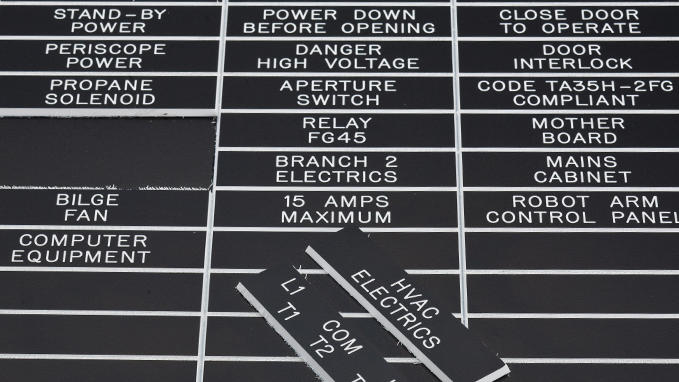 STAND-BY
POWER
POWER DOWN
BEFORE OPENING
CLOSE DOOR
TO OPERATE
PERISCOPE
POWER
DANGER
HIGH VOLTAGE
DOOR
INTERLOCK
PROPANE
SOLENOID
APERTURE
SWITCH
CODE TA35H-2FG
COMPLIANT
RELAY
FG45
MOTHER
BOARD
BRANCH 2
ELECTRICS
MAINS
CABINET
BILGE
FAN
15 AMPS
MAXIMUM
ROBOT ARM
CONTROL PANEL
COMPUTER
EQUIPMENT
HVAC
ELECTRICS
L1
T1
COM
T2